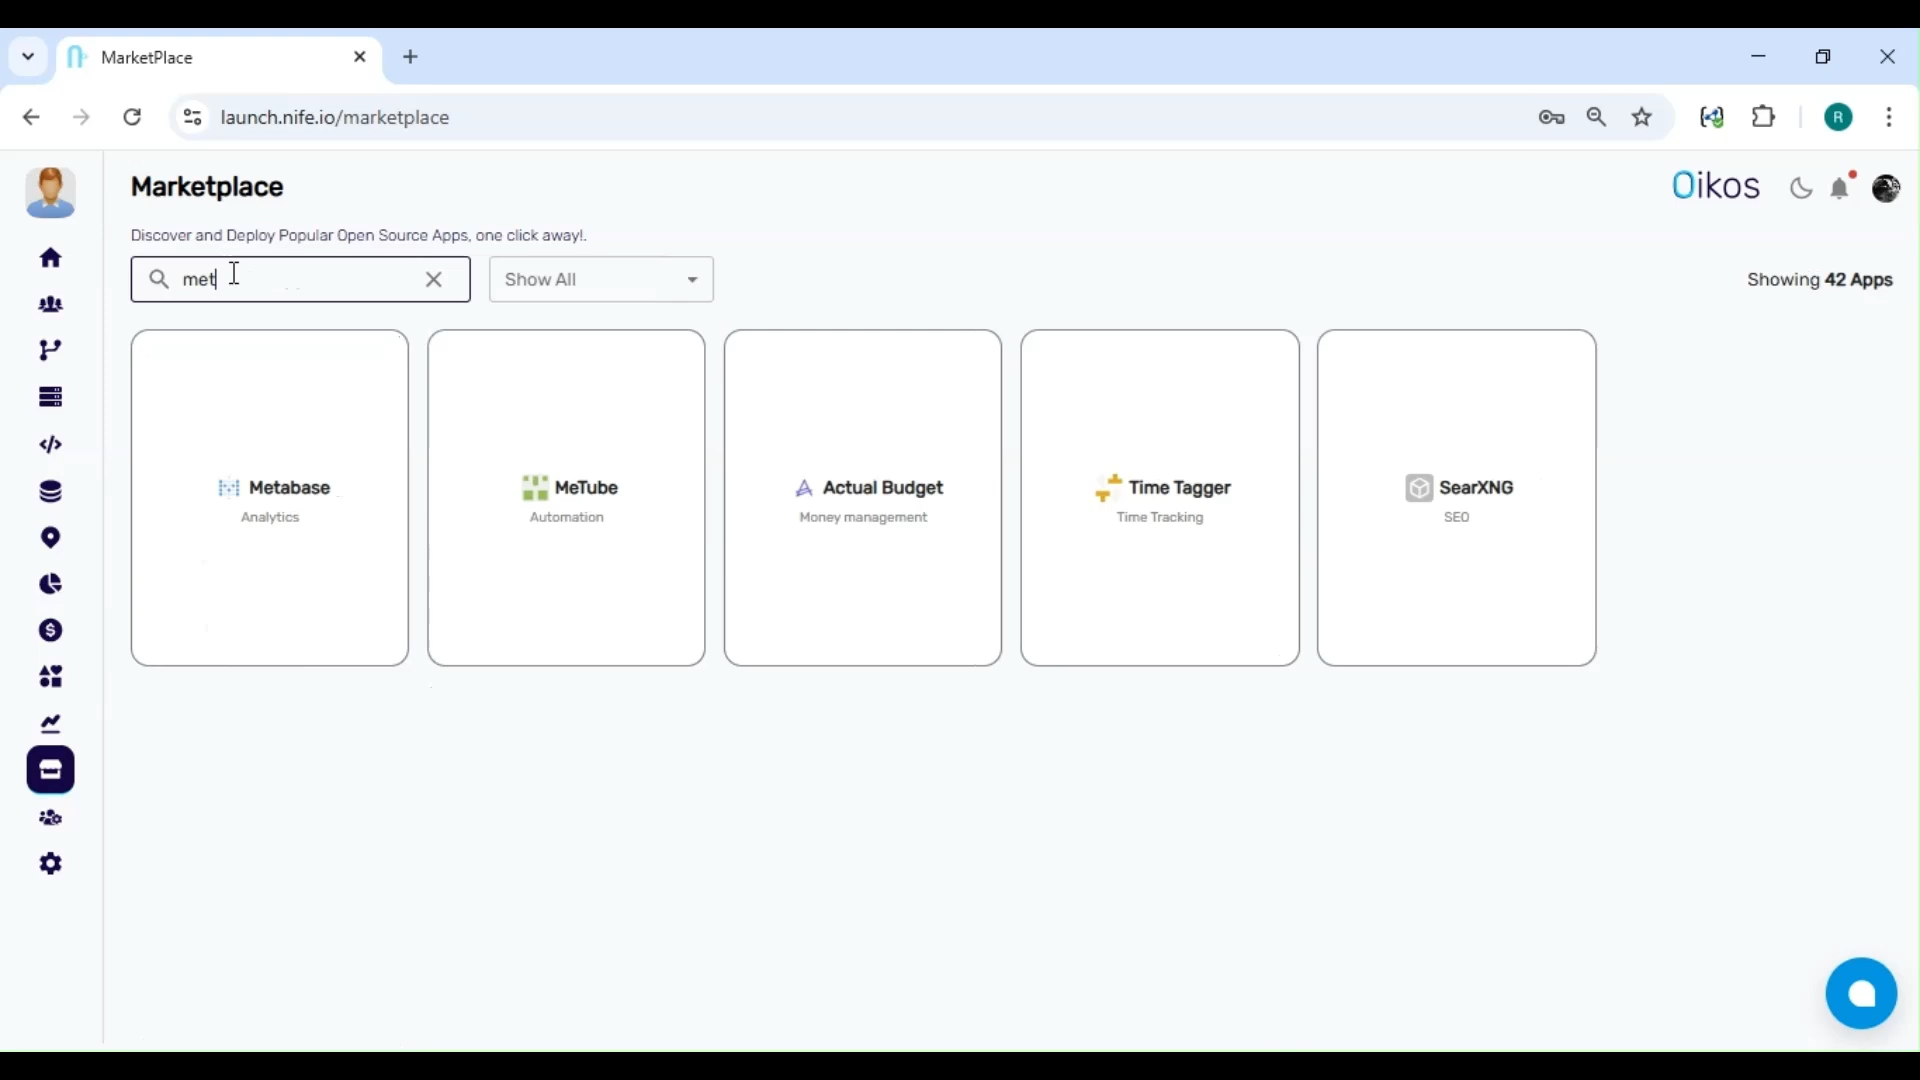 MarketPlace
launch.nife.io/marketplace
R
Marketplace
Oikos
Discover and Deploy Popular Open Source Apps, one click away!.
met
Show All
Showing 42 Apps
Metabase
Analytics
MeTube
Automation
Actual Budget
Money management
Time Tagger
Time Tracking
SearXNG
SEO